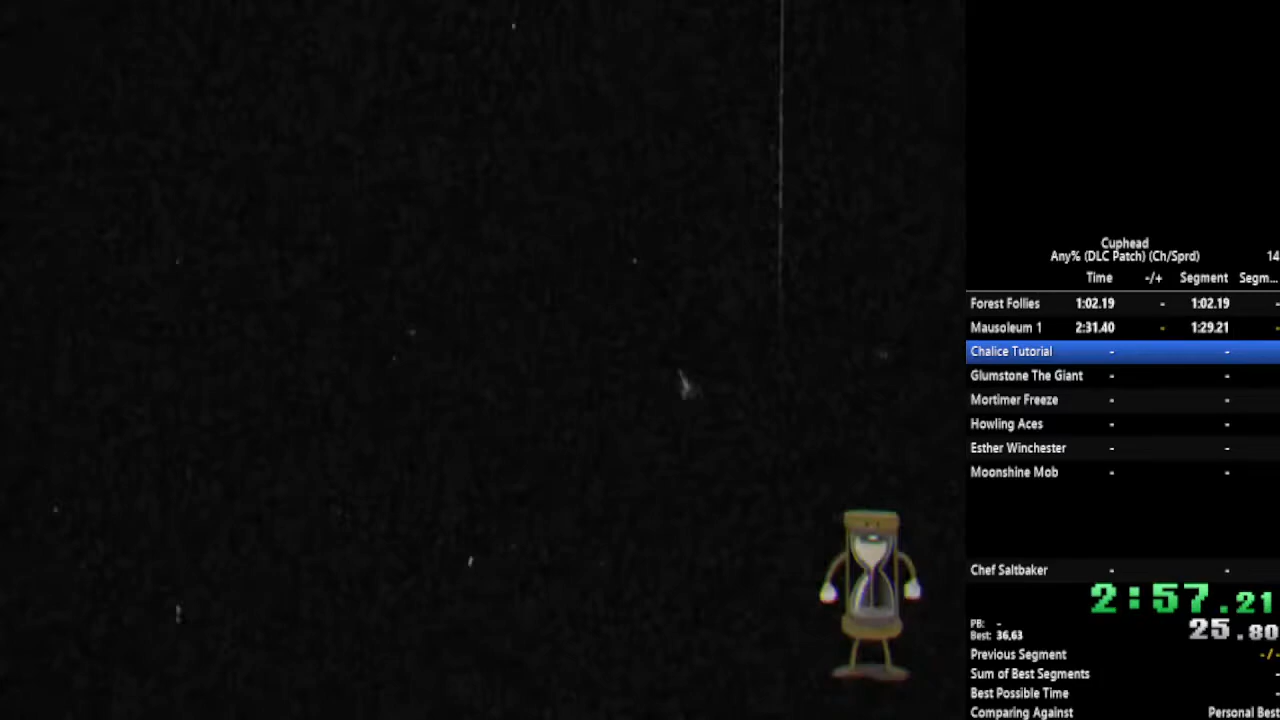 Cuphead
Any% (DLC Patch) (Ch/Sprd) 14
Time -/+ Segment Segm...
Forest Follies 1:02.19 - 1:02.19 -
Mausoleum 1 2:31.40 - 1:29.21 -
Chalice Tutorial - -
Glumstone The Giant - -
Mortimer Freeze - -
Howling Aces - -
Esther Winchester - -
Moonshine Mob - -
Chef Saltbaker - -
2:57.21
PB: -
25.80
Best: 36,63
Previous Segment -/-
Sum of Best Segments -
Best Possible Time -
Comparing Against Personal Best